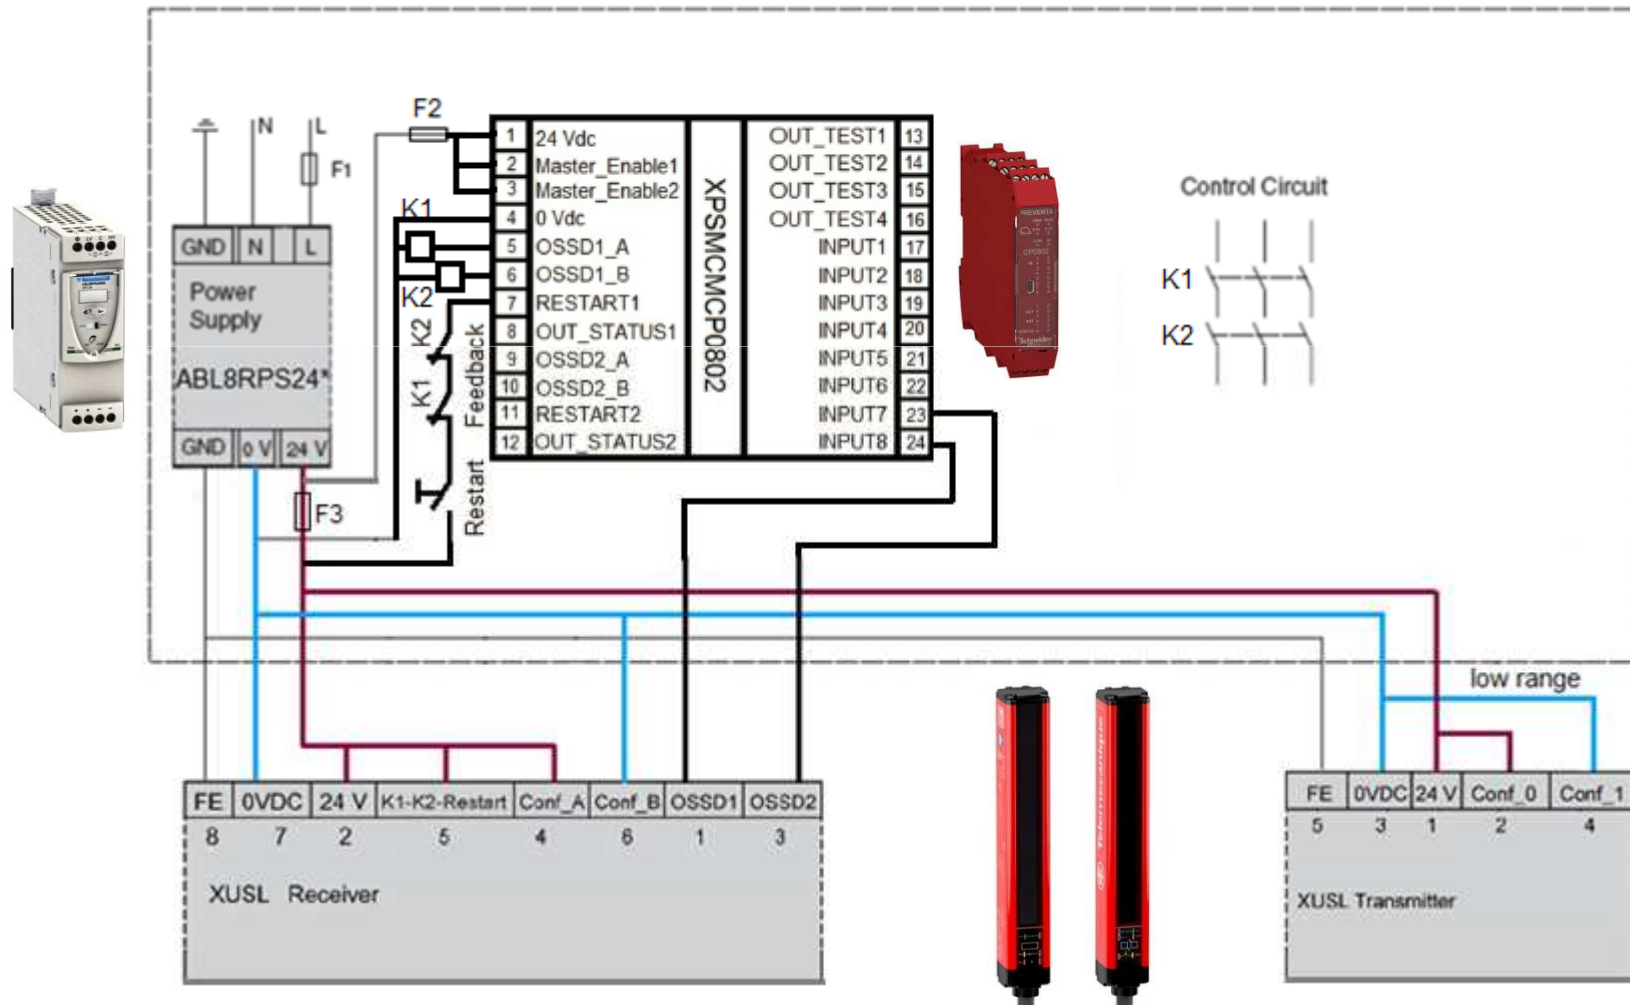 N
L
F1
F2
GND
N
L
Power
Supply
ABL8RPS24*
GND
0 V
24 V
F3
K1
K2
K2
K1
Feedback
Restart
1
24 Vdc
2
Master_Enable1
3
Master_Enable2
4
0 Vdc
5
OSSD1_A
6
OSSD1_B
7
RESTART1
8
OUT_STATUS1
9
OSSD2_A
10
OSSD2_B
11
RESTART2
12
OUT_STATUS2
XPSMCMCP0802
OUT_TEST1
13
OUT_TEST2
14
OUT_TEST3
15
OUT_TEST4
16
INPUT1
17
INPUT2
18
INPUT3
19
INPUT4
20
INPUT5
21
INPUT6
22
INPUT7
23
INPUT8
24
PREVENTA
CP0802
Schneider
Control Circuit
K1
K2
low range
FE
0VDC
24 V
K1-K2-Restart
Conf_A
Conf_B
OSSD1
OSSD2
8
7
2
5
4
6
1
3
XUSL Receiver
Telemecanique
FE
0VDC
24 V
Conf_0
Conf_1
5
3
1
2
4
XUSL Transmitter